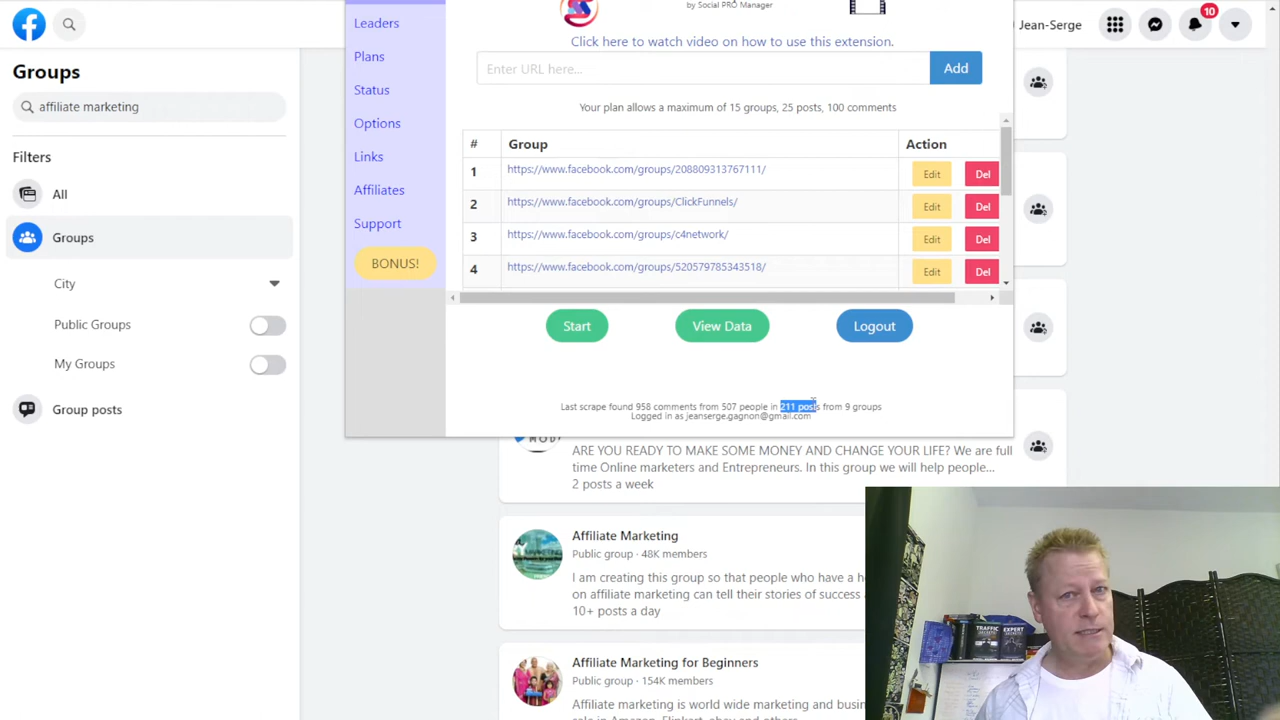 Groups
affiliate marketing
Filters
All
Groups
City
Public Groups
My Groups
Group posts
Leaders
Plans
Status
Options
Links
Affiliates
Support
BONUS!
by Social PRO Manager
Click here to watch video on how to use this extension.
Enter URL here...
Add
Your plan allows a maximum of 15 groups, 25 posts, 100 comments
# Group Action
1 https://www.facebook.com/groups/208809313767111/ Edit Del
2 https://www.facebook.com/groups/ClickFunnels/ Edit Del
3 https://www.facebook.com/groups/c4network/ Edit Del
4 https://www.facebook.com/groups/520579785343518/ Edit Del
Start View Data Logout
Last scrape found 958 comments from 507 people in 211 posts from 9 groups
Logged in as jeanserge.gagnon@gmail.com
Jean-Serge
10
ARE YOU READY TO MAKE SOME MONEY AND CHANGE YOUR LIFE? We are full
time Online marketers and Entrepreneurs. In this group we will help people...
2 posts a week
Affiliate Marketing
Public group · 48K members
I am creating this group so that people who have a
on affiliate marketing can tell their stories of success
10+ posts a day
Affiliate Marketing for Beginners
Public group · 154K members
Affiliate marketing is world wide marketing and
TRAFFIC
SECRETS
EXPERT
SECRETS